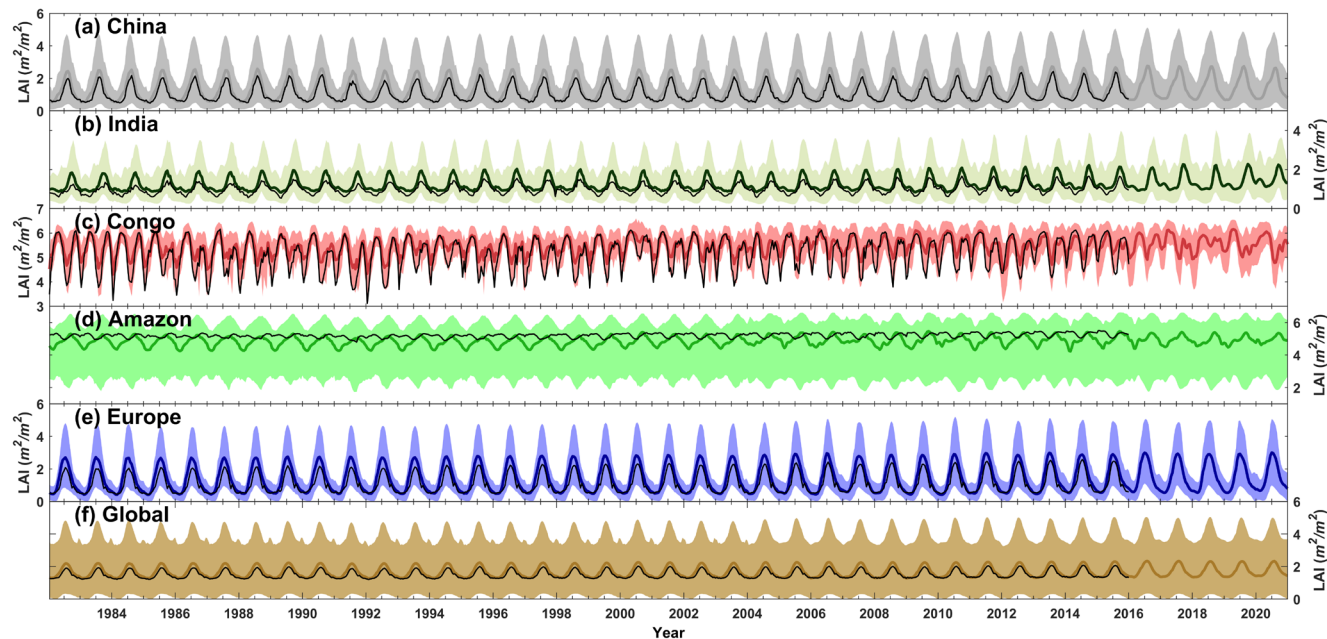 (a) China
LAI (m²/m²)
6
4
2
0
(b) India
LAI (m²/m²)
4
2
0
(c) Congo
LAI (m²/m²)
7
6
5
4
3
(d) Amazon
LAI (m²/m²)
6
4
2
(e) Europe
LAI (m²/m²)
6
4
2
0
(f) Global
LAI (m²/m²)
6
4
2
0
1984 1986 1988 1990 1992 1994 1996 1998 2000 2002 2004 2006 2008 2010 2012 2014 2016 2018 2020
Year